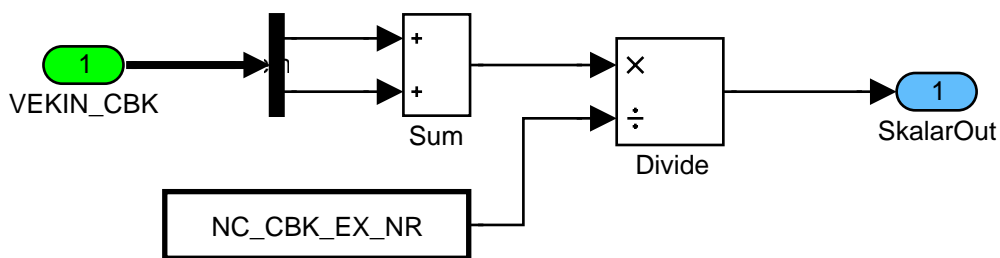 1
VEKIN_CBK
+
+
Sum
×
÷
Divide
1
SkalarOut
NC_CBK_EX_NR